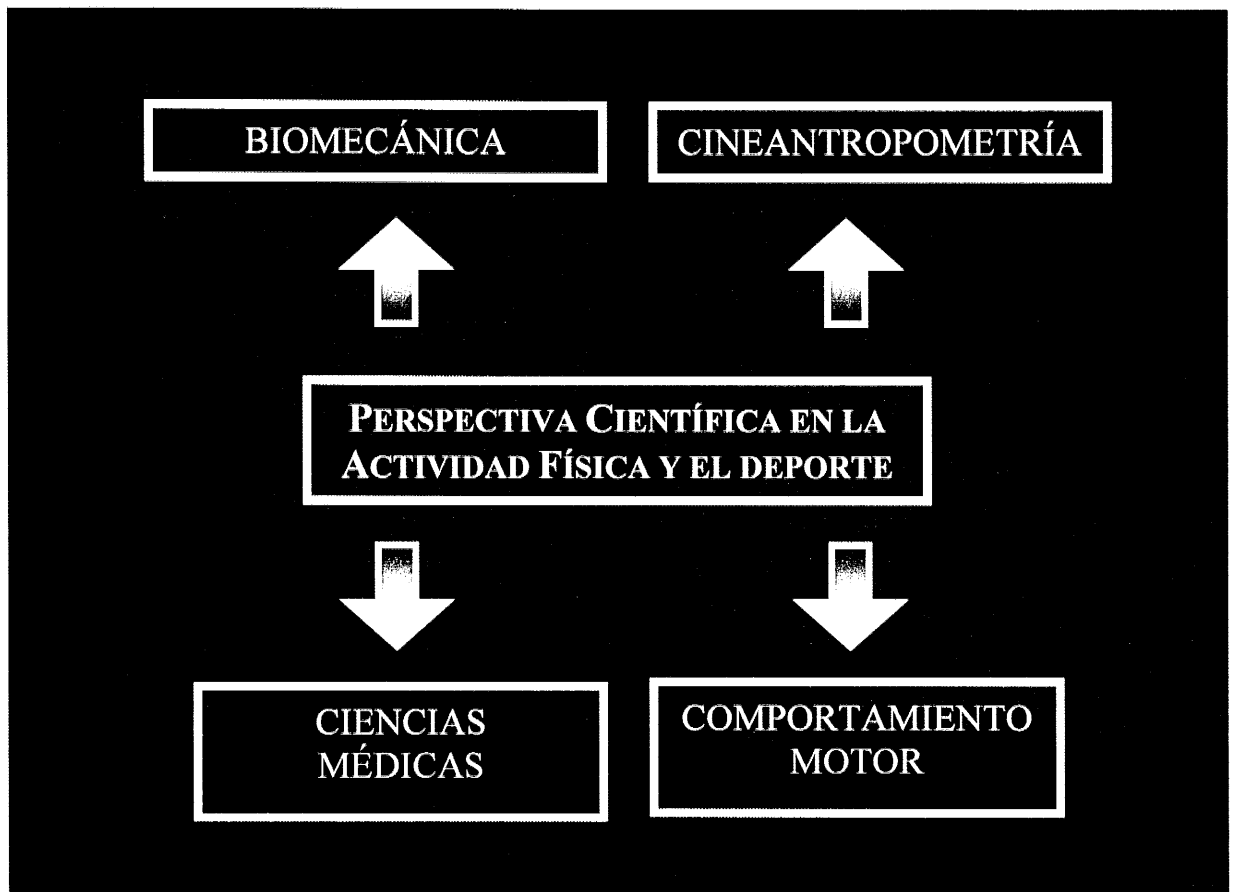 BIOMECÁNICA
CINEANTROPOMETRÍA
PERSPECTIVA CIENTÍFICA EN LA
ACTIVIDAD FÍSICA Y EL DEPORTE
CIENCIAS
MÉDICAS
COMPORTAMIENTO
MOTOR